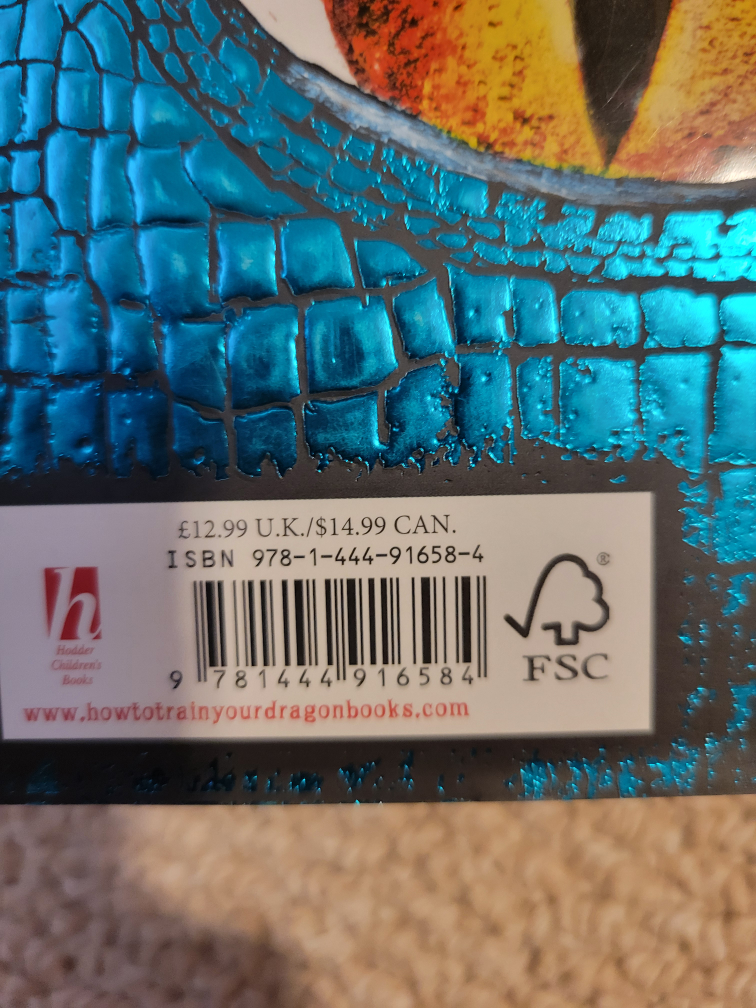 £12.99 U.K./$14.99 CAN.
ISBN 978-1-444-91658-4
h
Hodder
Children's
Books
9 781444 916584
®
FSC
www.howtotrainyourdragonbooks.com